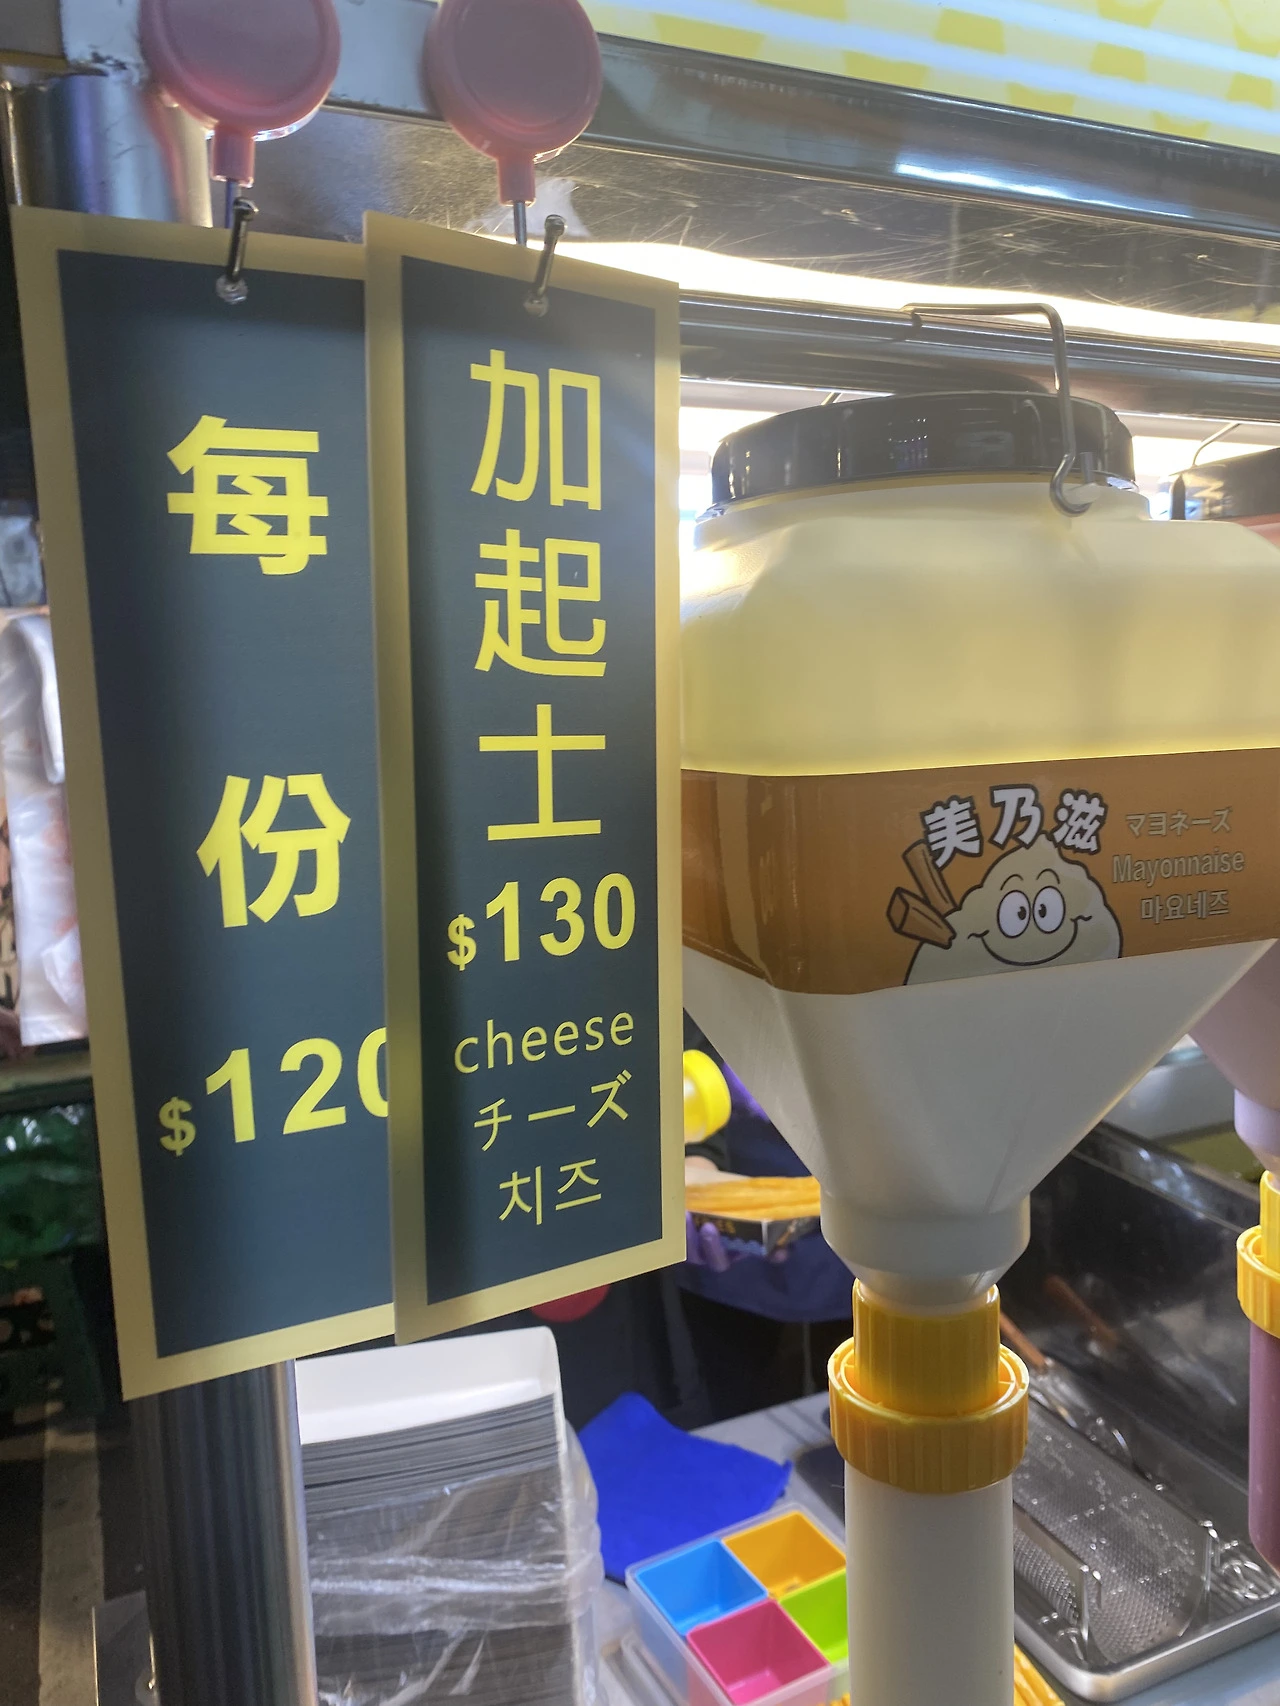 每份
$120
加起士
$130
cheese
チーズ
치즈
美乃滋
マヨネーズ
Mayonnaise
마요네즈